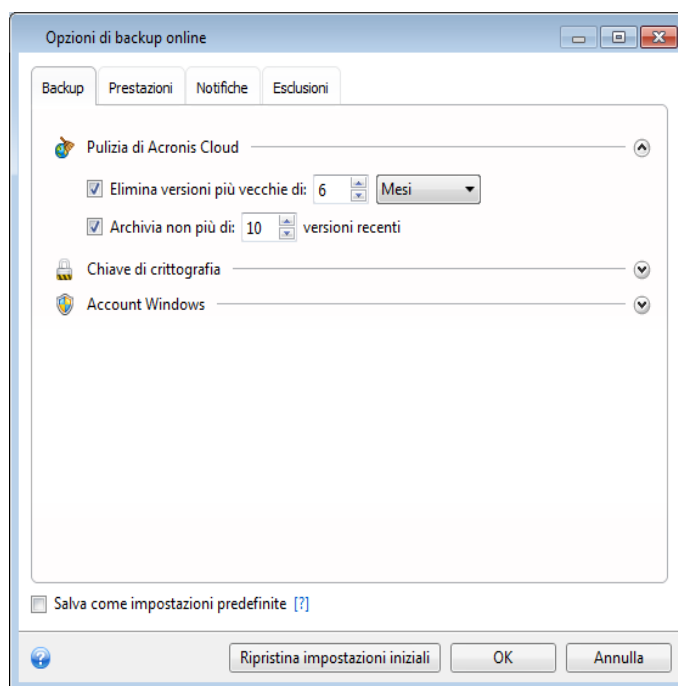 Opzioni di backup online
Backup Prestazioni Notifiche Esclusioni
Pulizia di Acronis Cloud
Elimina versioni più vecchie di: 6 Mesi
Archivia non più di: 10 versioni recenti
Chiave di crittografia
Account Windows
Salva come impostazioni predefinite [?]
Ripristina impostazioni iniziali OK Annulla